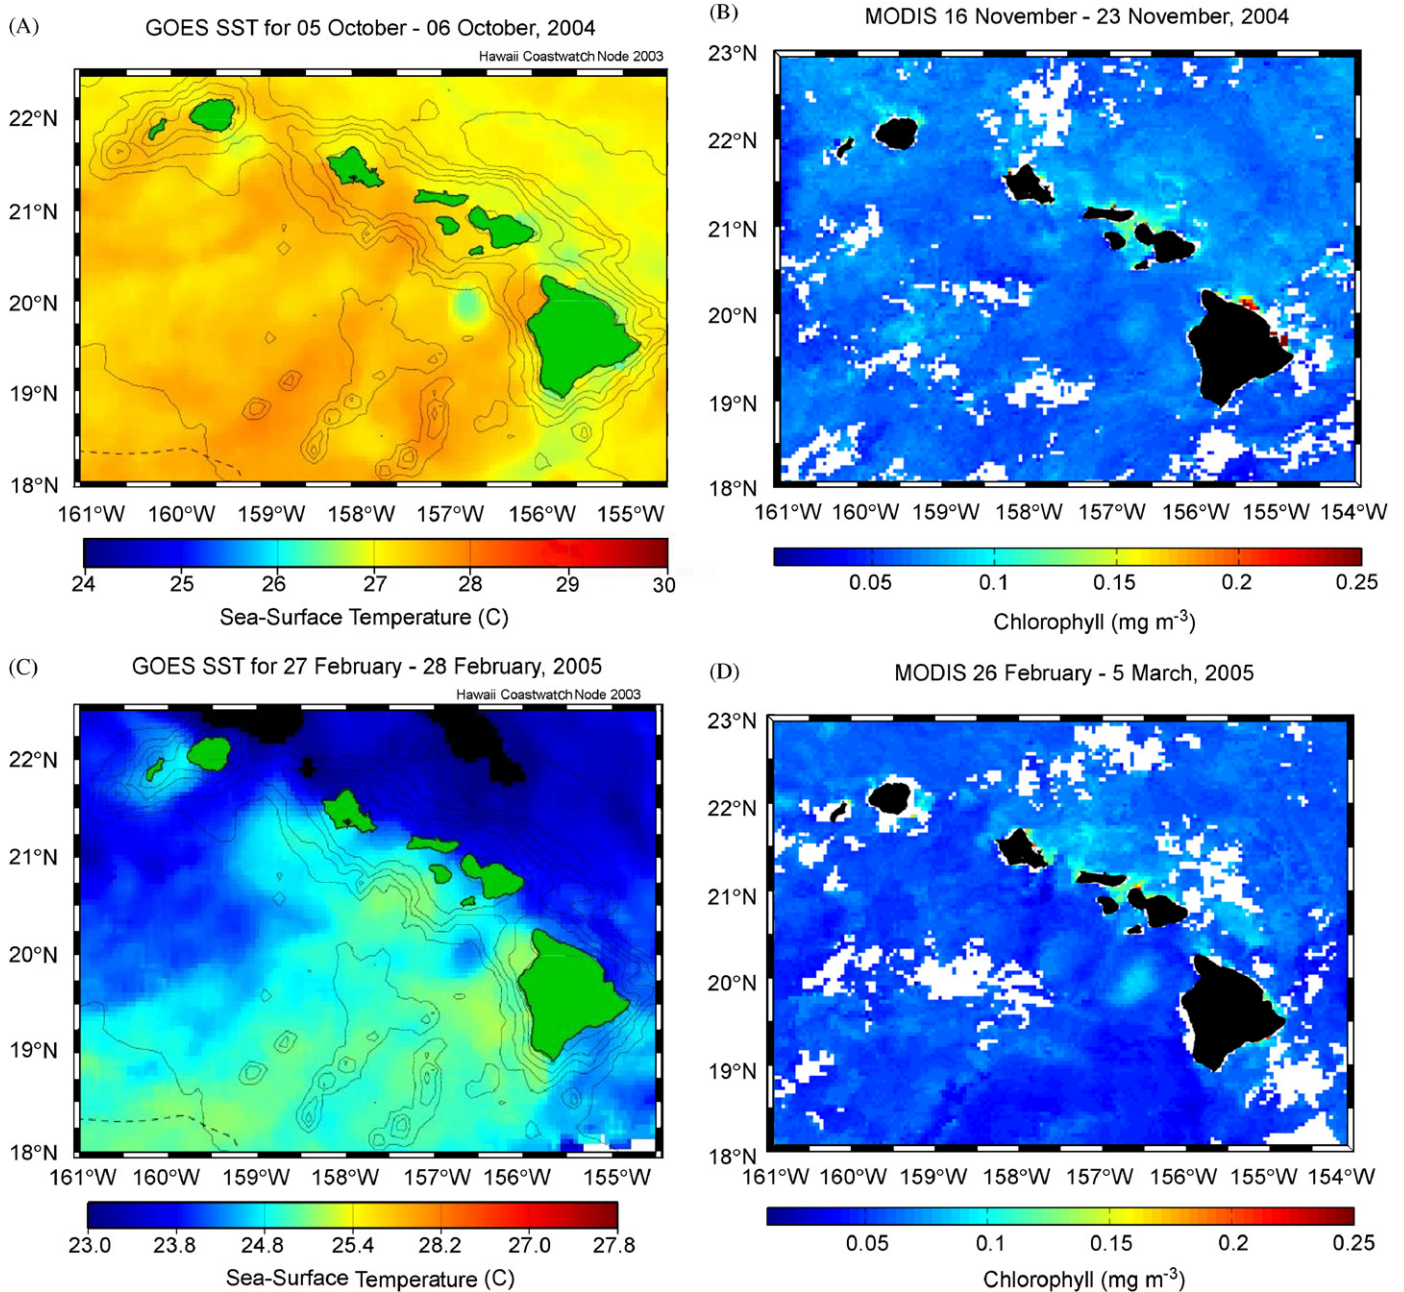 (A)
GOES SST for 05 October - 06 October, 2004
Hawaii Coastwatch Node 2003
22°N
21°N
20°N
19°N
18°N
161°W 160°W 159°W 158°W 157°W 156°W 155°W
24 25 26 27 28 29 30
Sea-Surface Temperature (C)
(B)
MODIS 16 November - 23 November, 2004
23°N
22°N
21°N
20°N
19°N
18°N
161°W 160°W 159°W 158°W 157°W 156°W 155°W 154°W
0.05 0.1 0.15 0.2 0.25
Chlorophyll (mg m-3)
(C)
GOES SST for 27 February - 28 February, 2005
Hawaii Coastwatch Node 2003
22°N
21°N
20°N
19°N
18°N
161°W 160°W 159°W 158°W 157°W 156°W 155°W
23.0 23.8 24.8 25.4 28.2 27.0 27.8
Sea-Surface Temperature (C)
(D)
MODIS 26 February - 5 March, 2005
23°N
22°N
21°N
20°N
19°N
18°N
161°W 160°W 159°W 158°W 157°W 156°W 155°W 154°W
0.05 0.1 0.15 0.2 0.25
Chlorophyll (mg m-3)